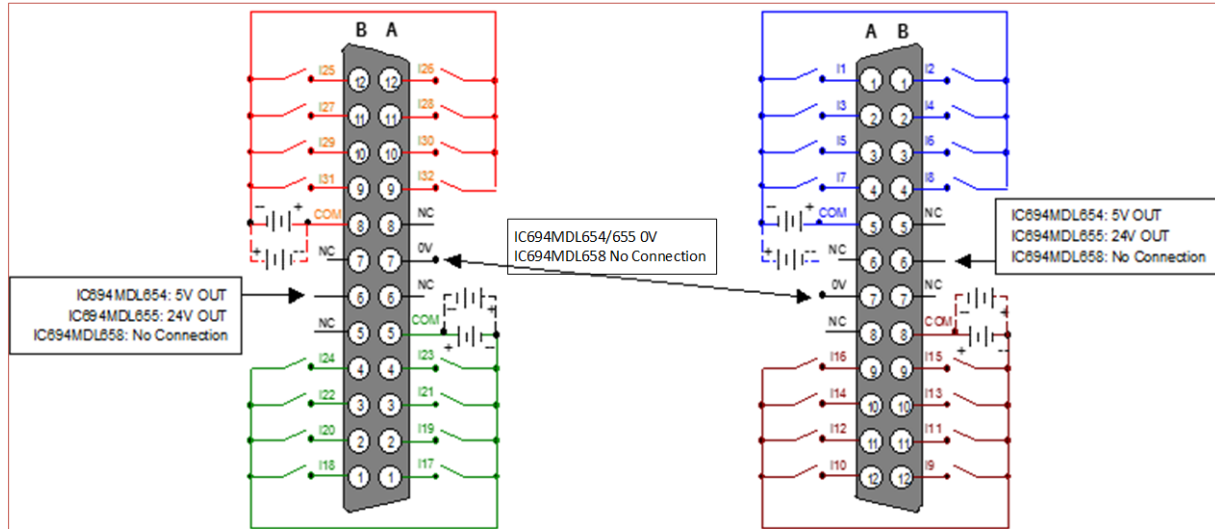 B A
I25 12 12 I26
I27 11 11 I28
I29 10 10 I30
I31 9 9 I32
− + COM 8 8 NC
+ −− NC 7 7 0V
6 6 NC
− +
NC 5 5 COM
+ −
I24 4 4 I23
I22 3 3 I21
I20 2 2 I19
I18 1 1 I17
IC694MDL654: 5V OUT
IC694MDL655: 24V OUT
IC694MDL658: No Connection
IC694MDL654/655 0V
IC694MDL658 No Connection
A B
I1 1 1 I2
I3 2 2 I4
I5 3 3 I6
I7 4 4 I8
− + COM 5 5 NC
+ −− NC 6 6
0V 7 7 NC
− +
NC 8 8 COM
+ −−
I16 9 9 I15
I14 10 10 I13
I12 11 11 I11
I10 12 12 I9
IC694MDL654: 5V OUT
IC694MDL655: 24V OUT
IC694MDL658: No Connection